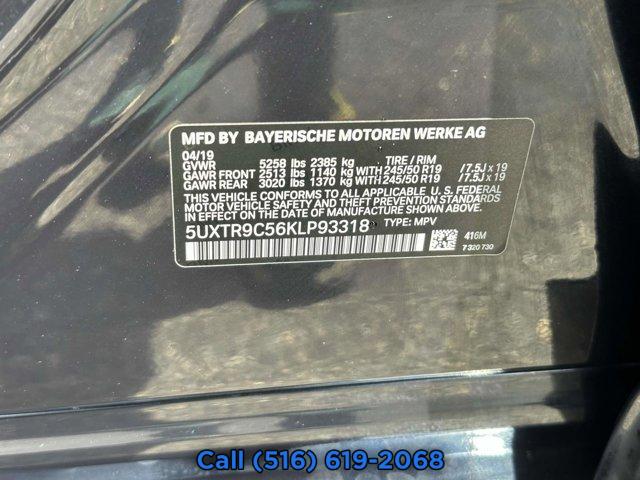 MFD BY BAYERISCHE MOTOREN WERKE AG
04/19
GVWR 5258 lbs 2385 kg TIRE / RIM
GAWR FRONT 2513 lbs 1140 kg WITH 245/50 R19 /7.5J x 19
GAWR REAR 3020 lbs 1370 kg WITH 245/50 R19 /7.5J x 19
THIS VEHICLE CONFORMS TO ALL APPLICABLE U. S. FEDERAL
MOTOR VEHICLE SAFETY AND THEFT PREVENTION STANDARDS
IN EFFECT ON THE DATE OF MANUFACTURE SHOWN ABOVE.
5UXTR9C56KLP93318 TYPE: MPV
416M
7320730
Call (516) 619-2068